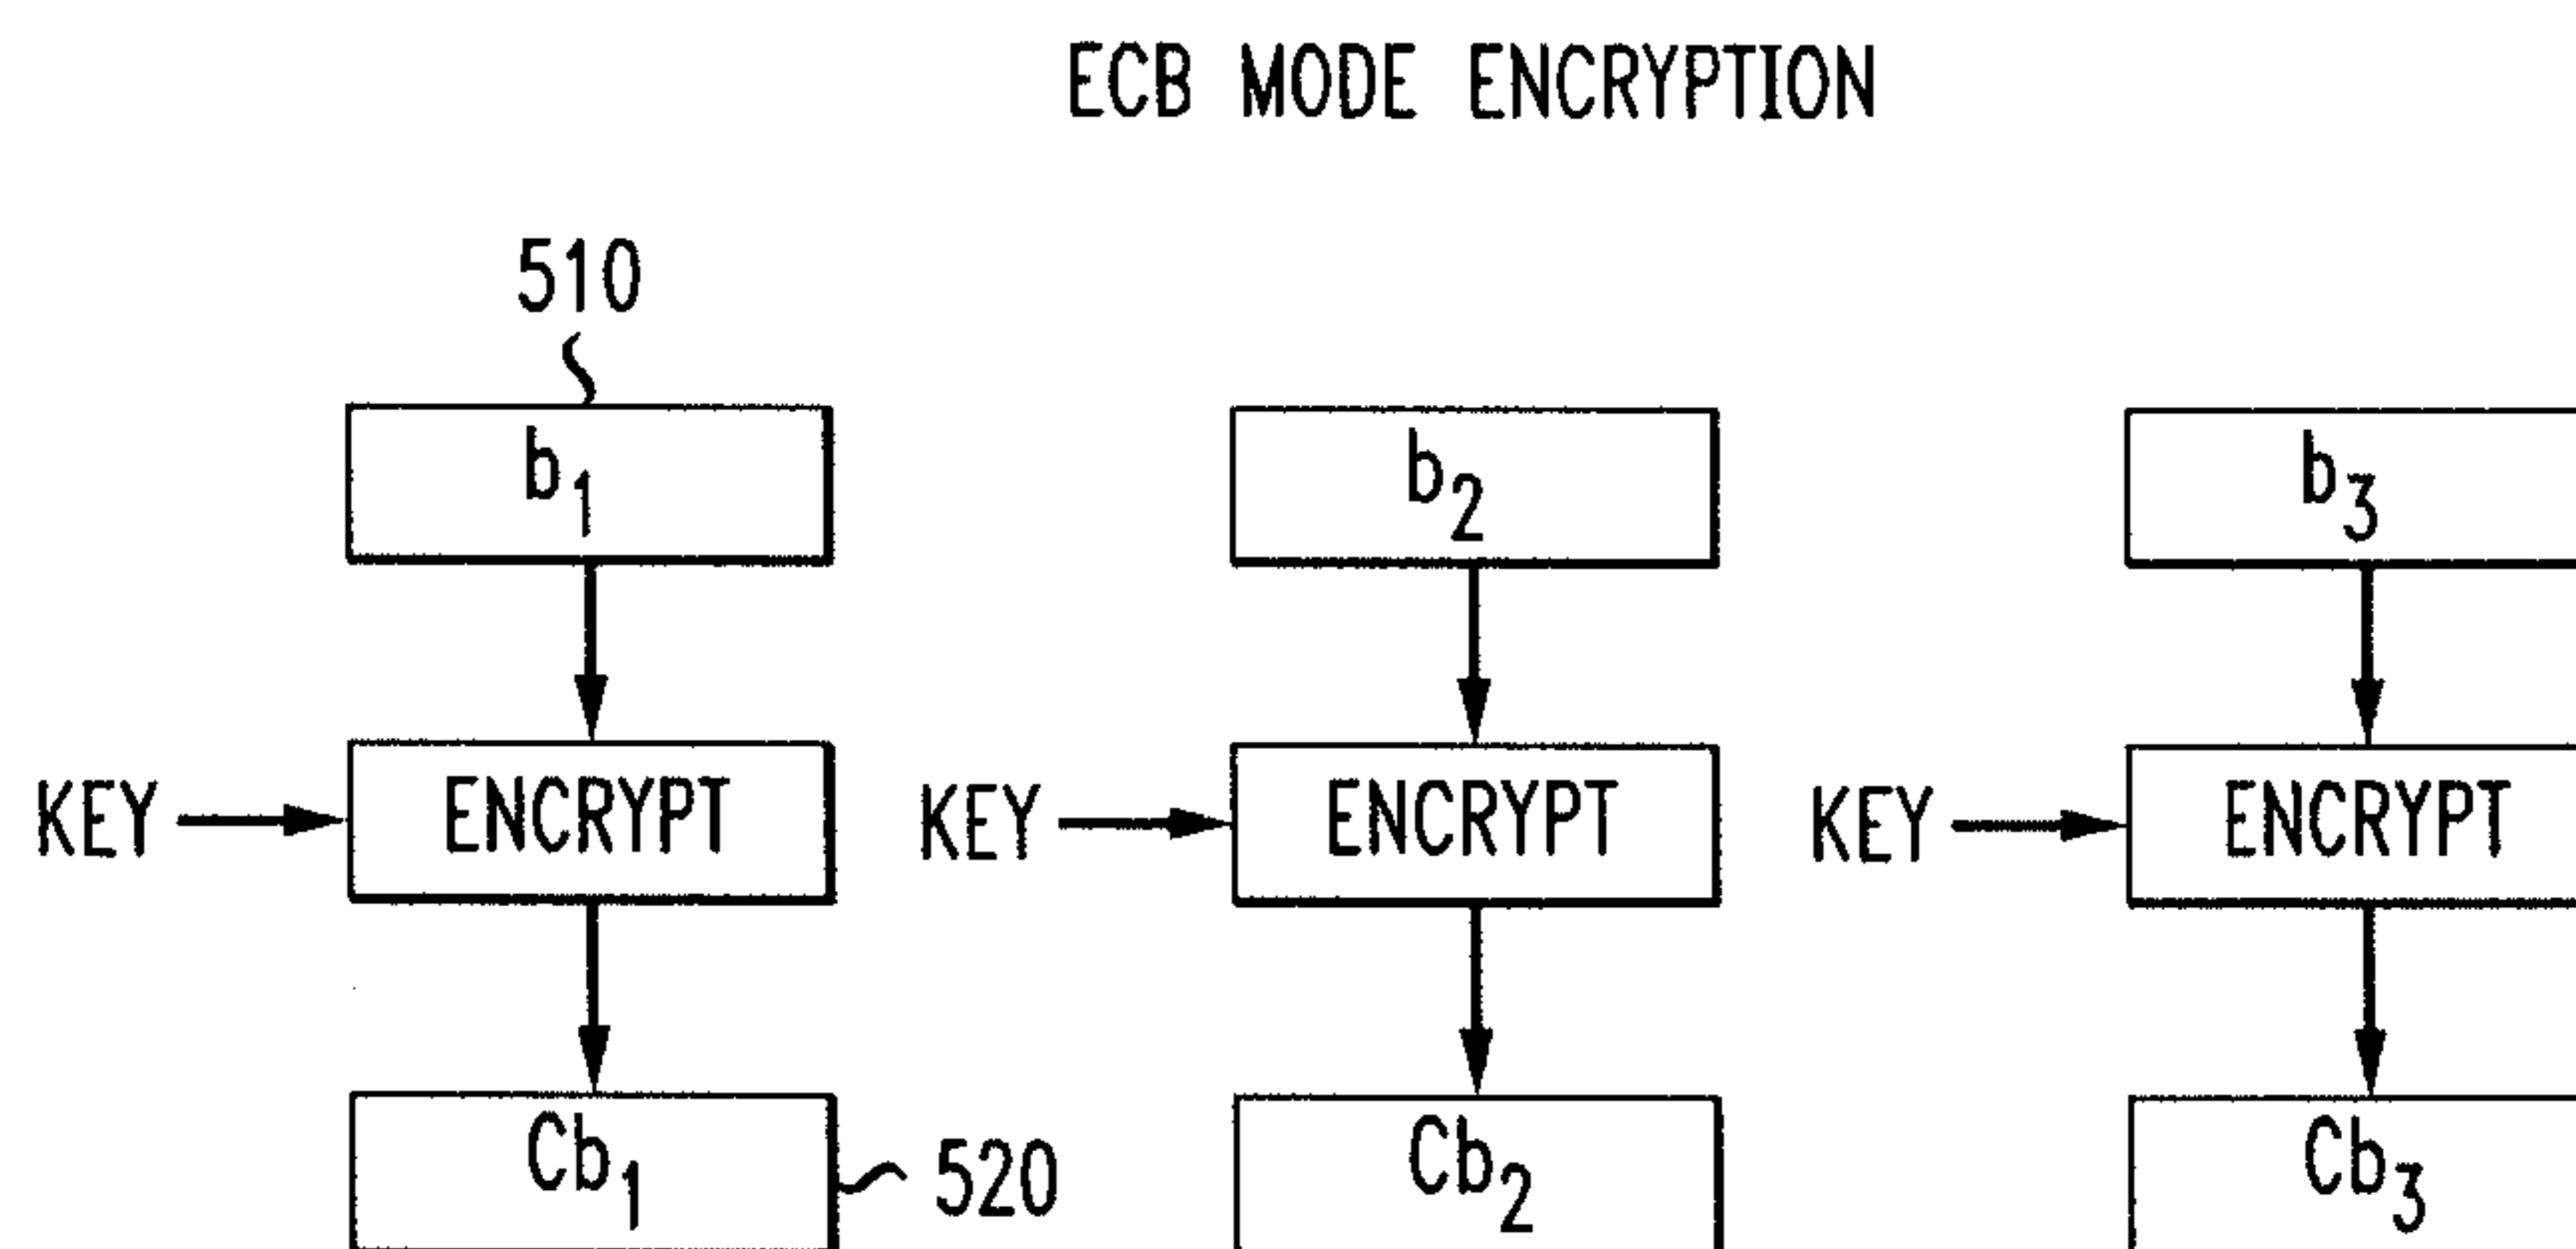 ECB MODE ENCRYPTION
510
b₁ b₂ b₃
KEY ENCRYPT KEY ENCRYPT KEY ENCRYPT
Cb₁ 520 Cb₂ Cb₃